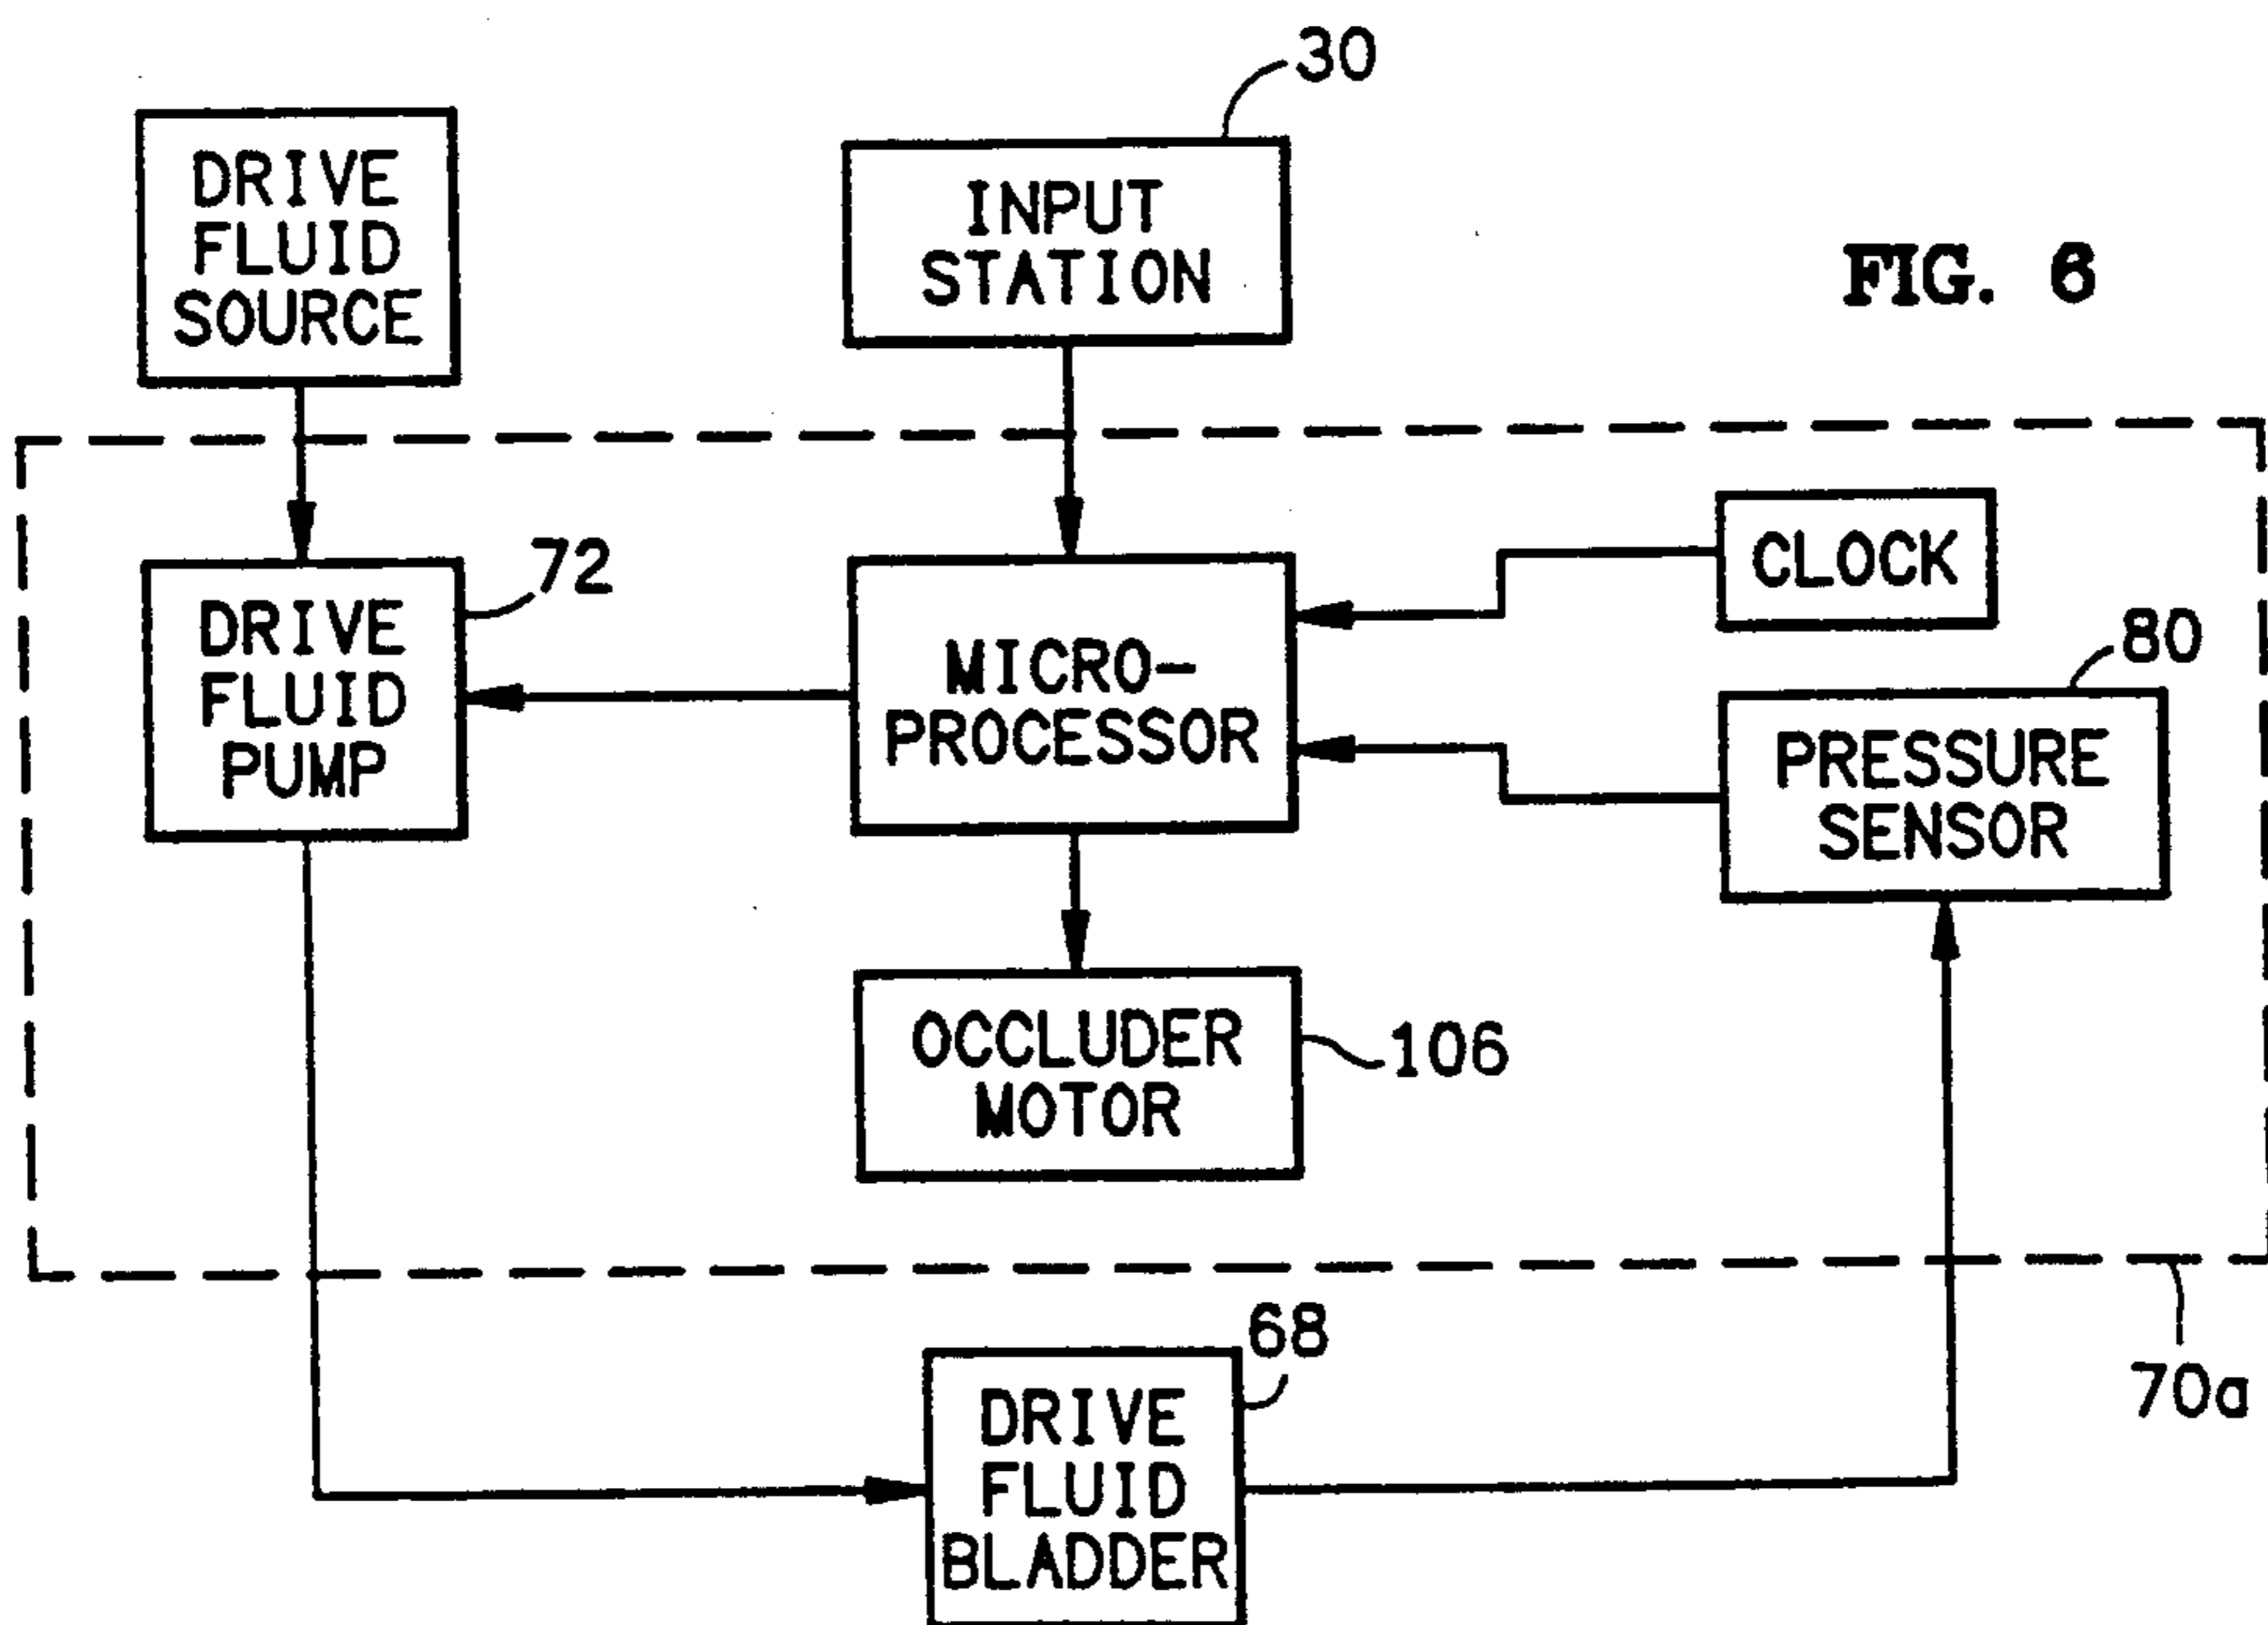 30
DRIVE
FLUID
SOURCE
INPUT
STATION
FIG. 6
72
DRIVE
FLUID
PUMP
MICRO-
PROCESSOR
CLOCK
80
PRESSURE
SENSOR
OCCLUDER
MOTOR
106
68
DRIVE
FLUID
BLADDER
70a